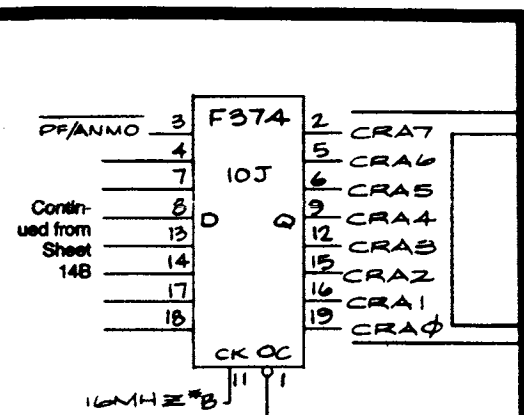 PF/ANMO 3 F374 2 CRA7
4 5 CRA6
7 10J 6 CRA5
8 D Q 9 CRA4
13 12 CRA3
14 15 CRA2
17 16 CRA1
18 19 CRAØ
Contin-
ued from
Sheet
14B
CK OC
11 1
16MHZ*B